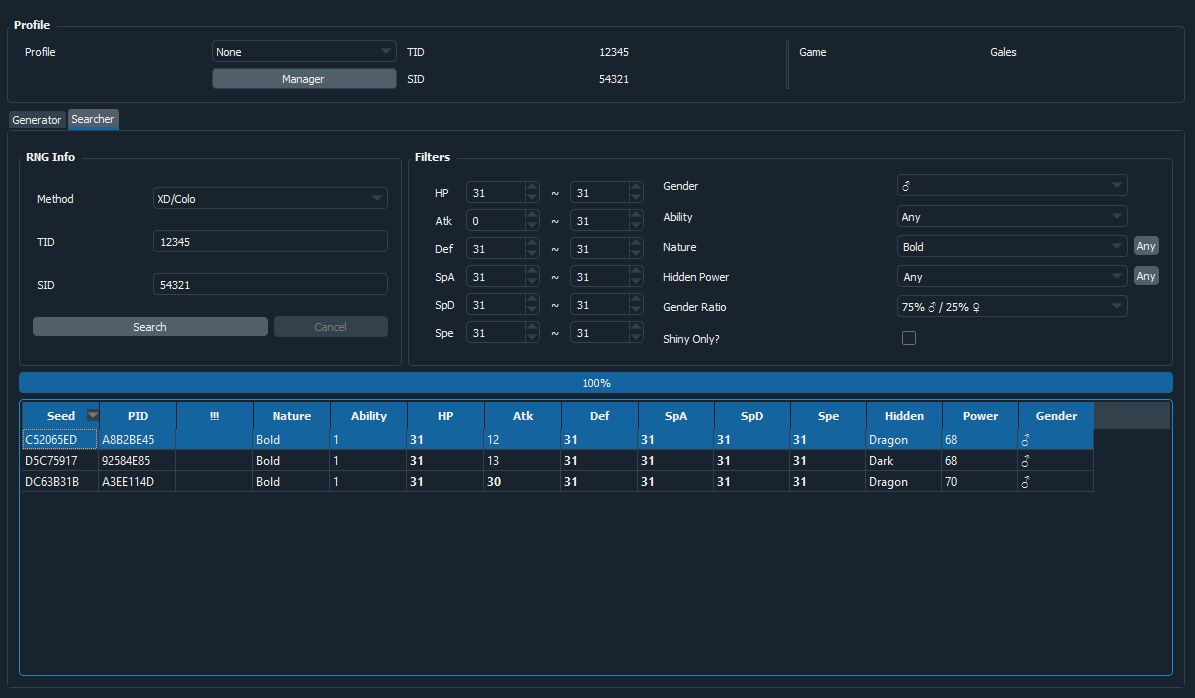 Profile
Profile None TID 12345 Game Gales
Manager SID 54321
Generator Searcher
RNG Info
Method XD/Colo
TID 12345
SID 54321
Search Cancel
Filters
HP 31 ~ 31
Atk 0 ~ 31
Def 31 ~ 31
SpA 31 ~ 31
SpD 31 ~ 31
Spe 31 ~ 31
Gender ♂
Ability Any
Nature Bold Any
Hidden Power Any Any
Gender Ratio 75% ♂ / 25% ♀
Shiny Only?
100%
Seed PID !!! Nature Ability HP Atk Def SpA SpD Spe Hidden Power Gender
C52065ED A8B2BE45 Bold 1 31 12 31 31 31 31 Dragon 68 ♂
D5C75917 92584E85 Bold 1 31 13 31 31 31 31 Dark 68 ♂
DC63B31B A3EE114D Bold 1 31 30 31 31 31 31 Dragon 70 ♂